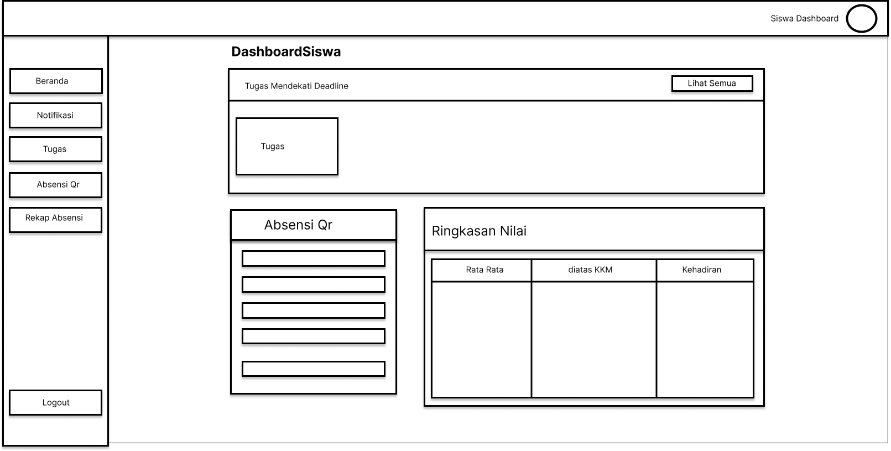 Siswa Dashboard
Beranda
Notifikasi
Tugas
Absensi Qr
Rekap Absensi
Logout
DashboardSiswa
Tugas Mendekati Deadline
Lihat Semua
Tugas
Absensi Qr
Ringkasan Nilai
Rata Rata
diatas KKM
Kehadiran